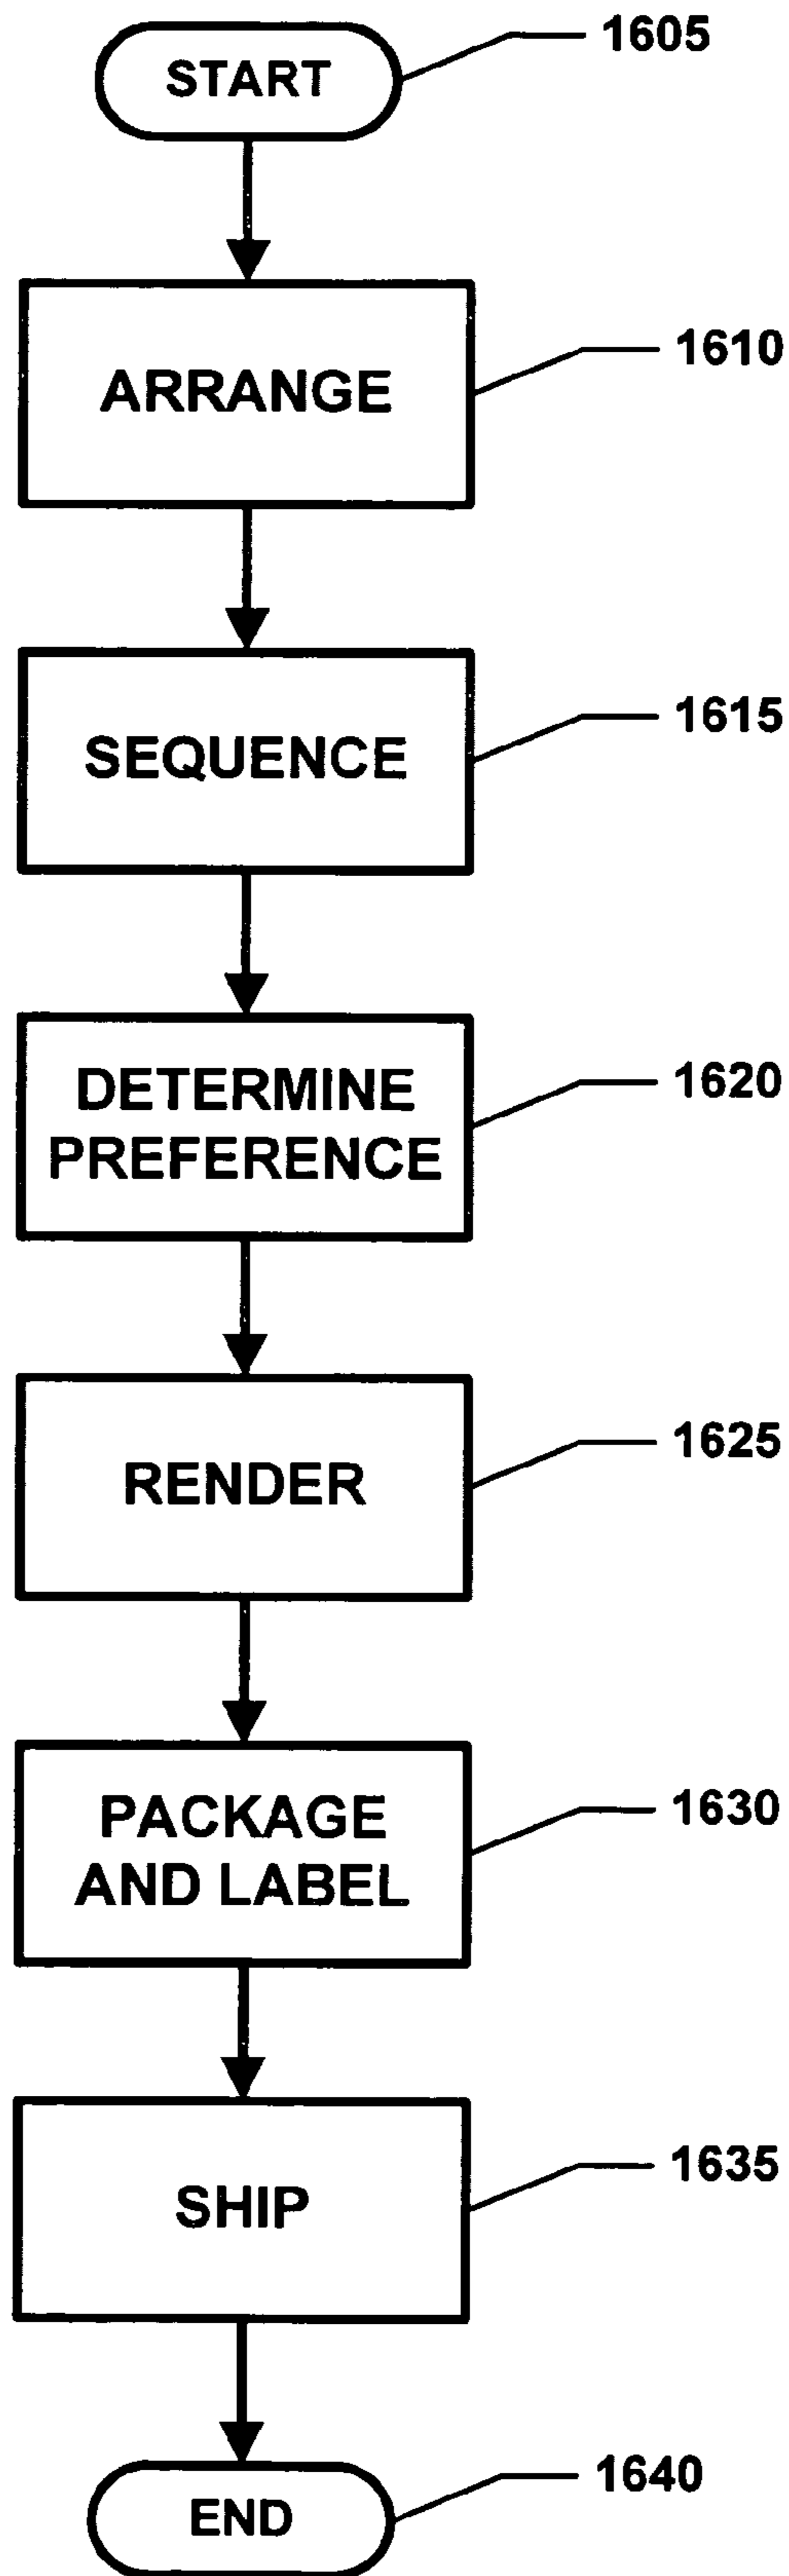 START
1605
ARRANGE
1610
SEQUENCE
1615
DETERMINE
PREFERENCE
1620
RENDER
1625
PACKAGE
AND LABEL
1630
SHIP
1635
END
1640